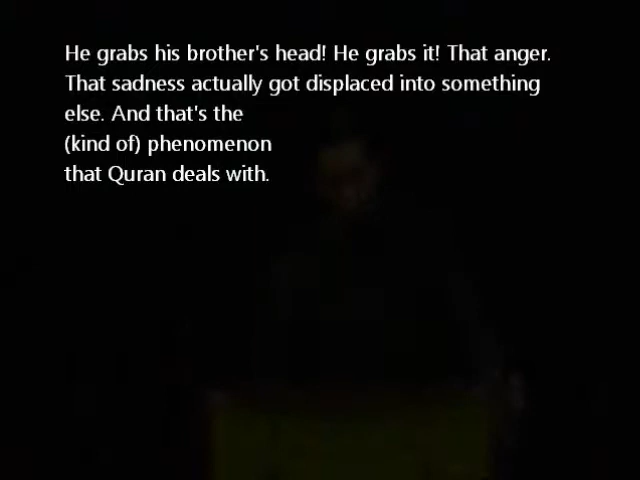 He grabs his brother's head! He grabs it! That anger.
That sadness actually got displaced into something
else. And that's the
(kind of) phenomenon
that Quran deals with.